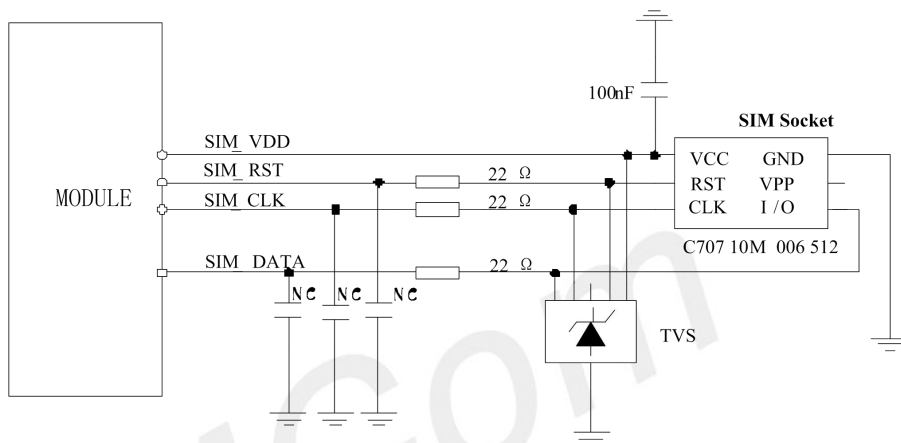 100nF
SIM Socket
SIM_VDD
VCC GND
SIM_RST
22 Ω
RST VPP
MODULE
SIM_CLK
22 Ω
CLK I/O
C707 10M 006 512
SIM_DATA
22 Ω
NC NC NC
TVS
Com